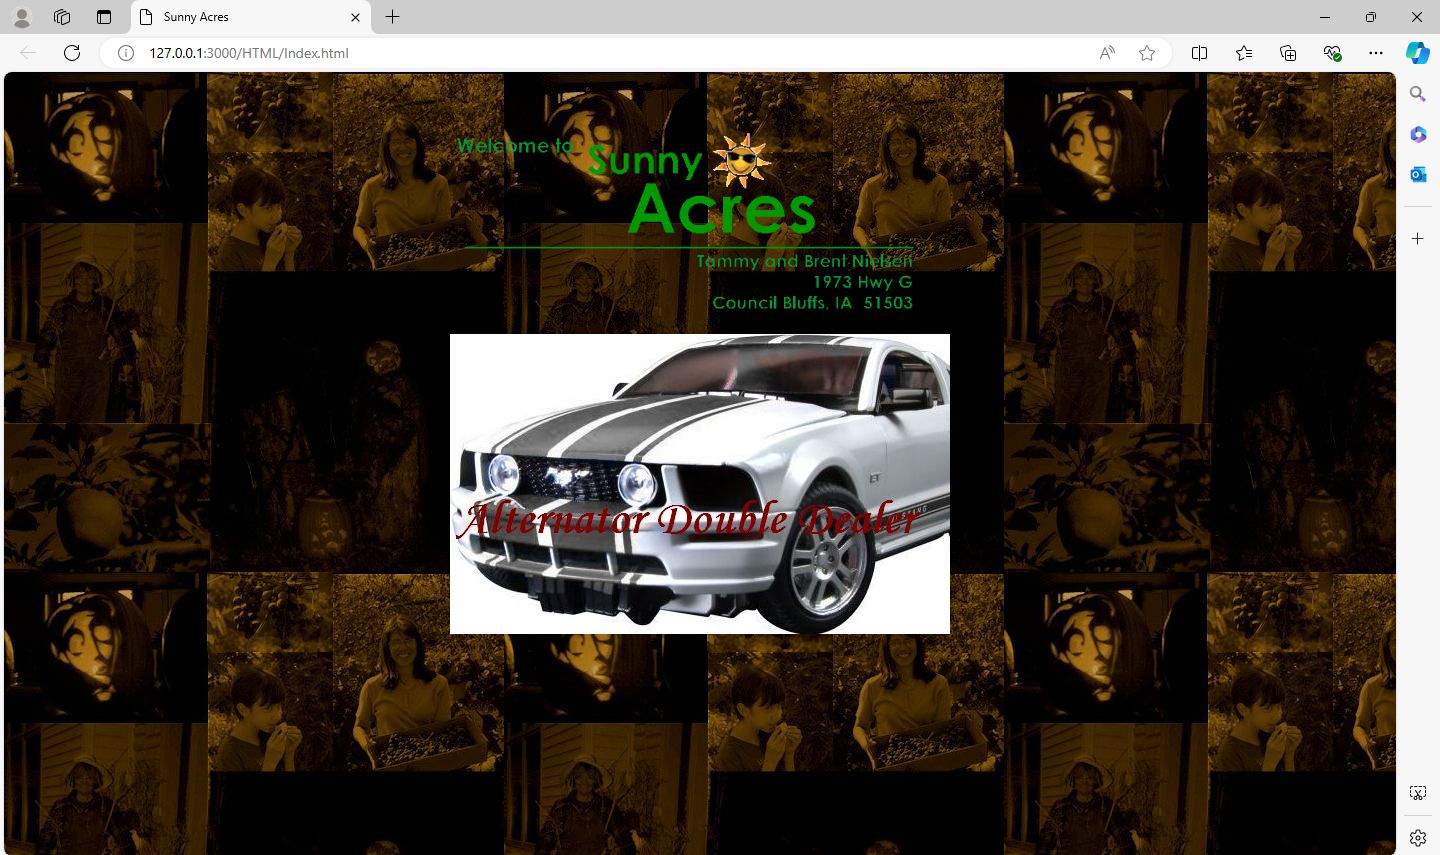 Sunny Acres
127.0.0.1:3000/HTML/Index.html
Welcome to
Sunny
Acres
Tammy and Brent Nielsen
1973 Hwy G
Council Bluffs, IA 51503
GT
MUSTANG
Alternator Double Dealer